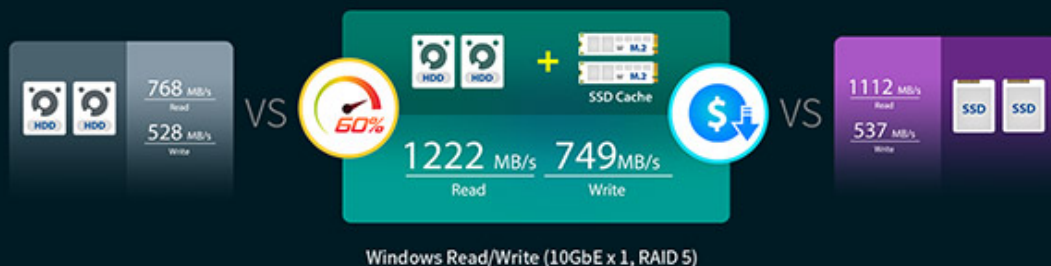 HDD HDD
768 MB/s
Read
528 MB/s
Write
VS
60%
HDD HDD
+
M.2
M.2
SSD Cache
1222 MB/s
Read
749MB/s
Write
$
VS
1112 MB/s
Read
537 MB/s
Write
SSD SSD
Windows Read/Write (10GbE x 1, RAID 5)